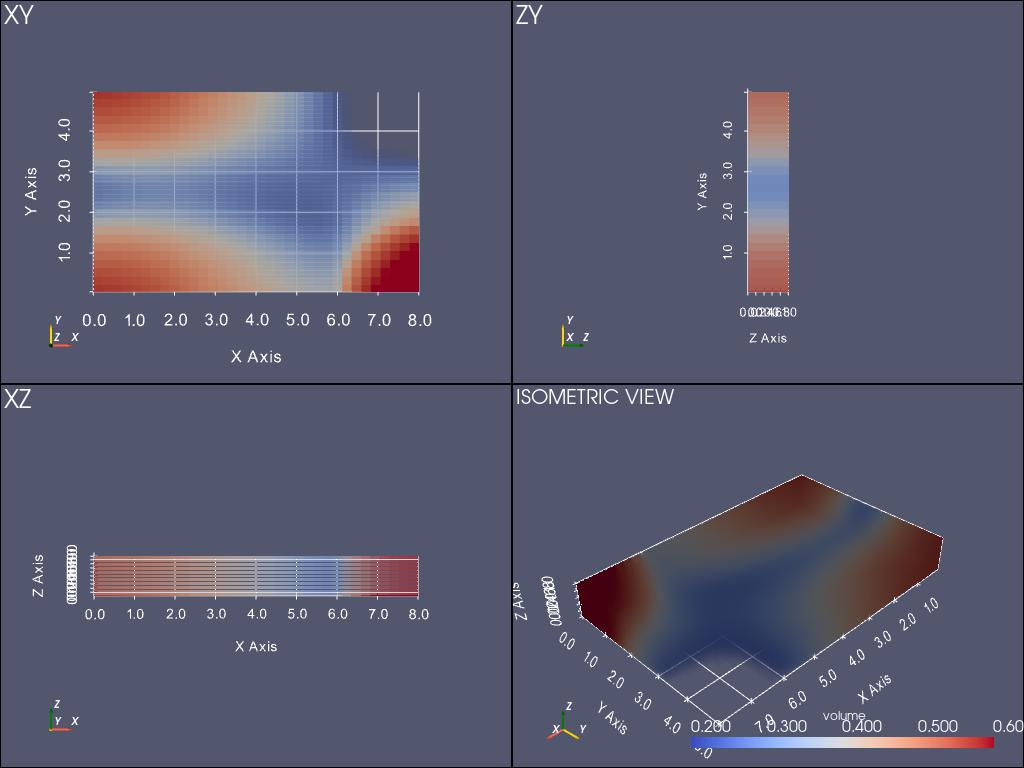 XY
4.0
3.0
2.0
1.0
Y Axis
0.0 1.0 2.0 3.0 4.0 5.0 6.0 7.0 8.0
X Axis
Y
Z X
ZY
4.0
3.0
2.0
1.0
Y Axis
Z Axis
Y
X Z
XZ
Z Axis
0.0 1.0 2.0 3.0 4.0 5.0 6.0 7.0 8.0
X Axis
Z
Y X
ISOMETRIC VIEW
Z Axis
0.0 1.0 2.0 3.0 4.0
Y Axis
1.0 2.0 3.0 4.0 5.0 6.0 7.0
X Axis
Z
X Y
volume
0.200 0.300 0.400 0.500 0.60